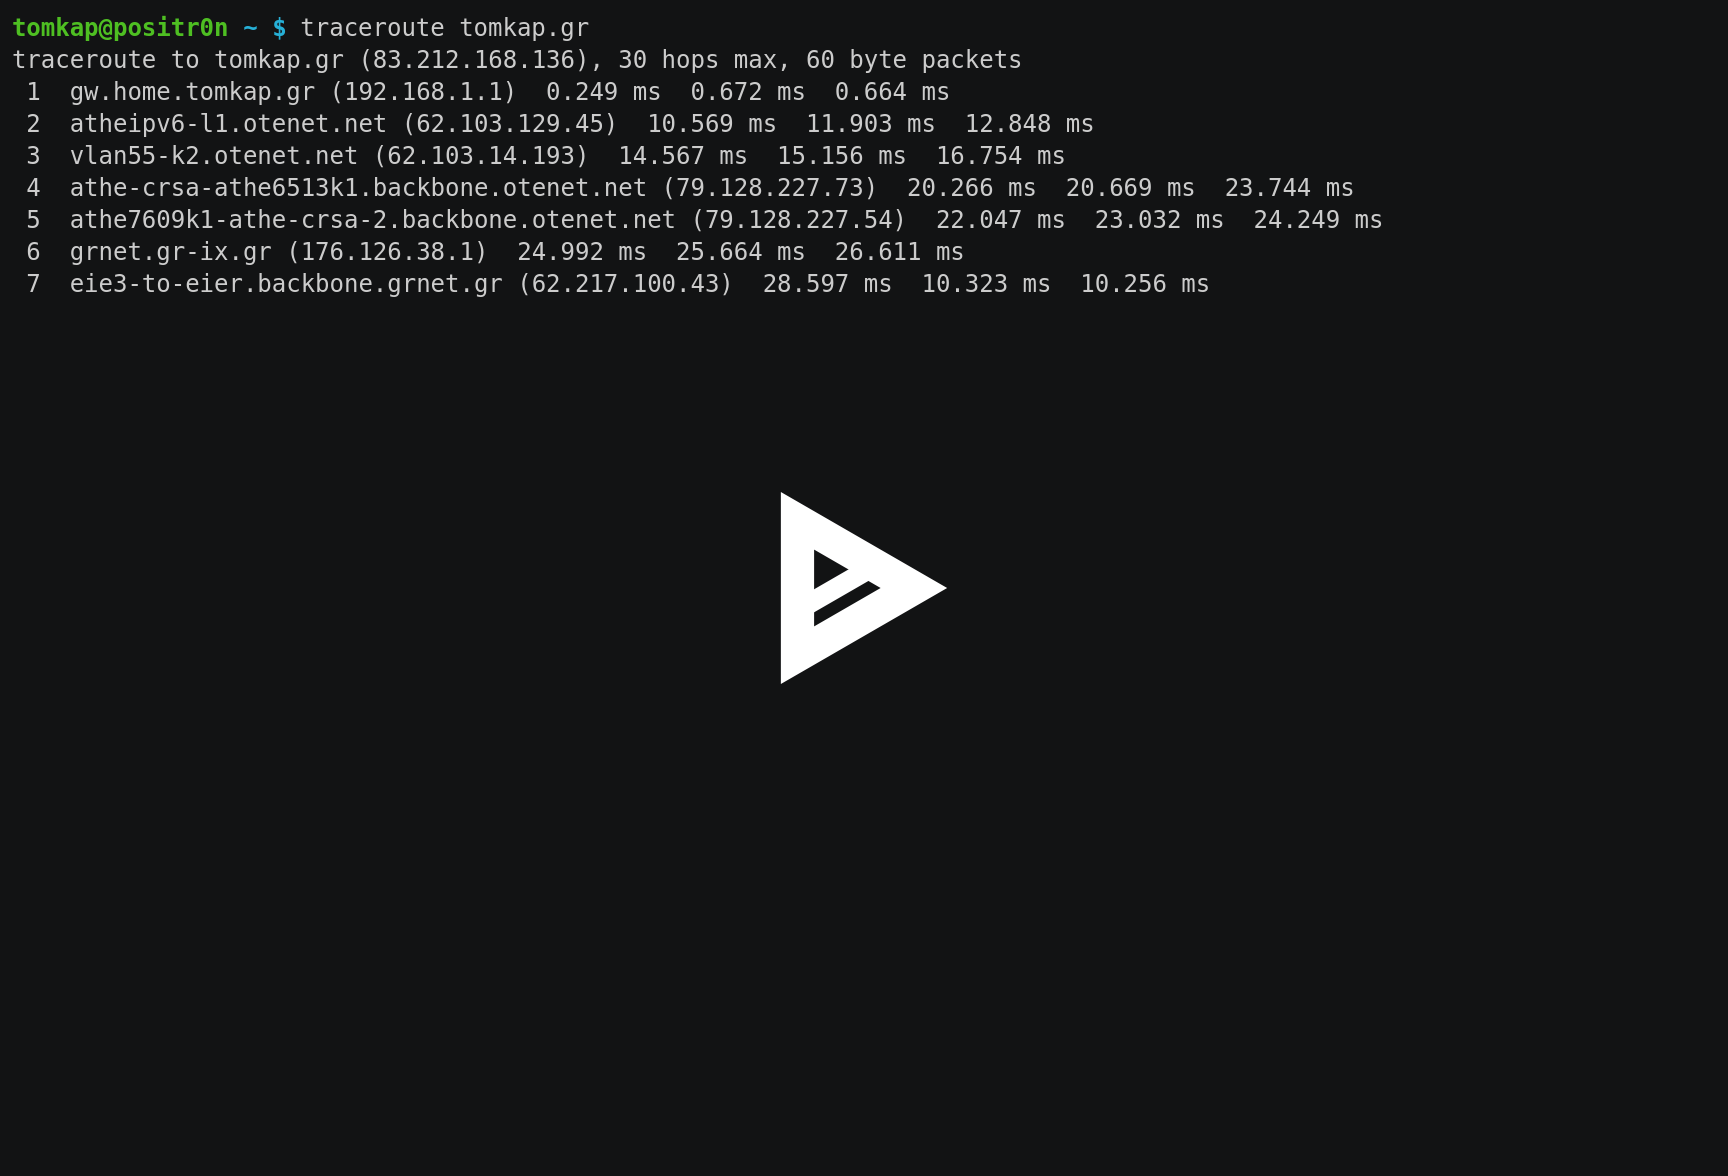 tomkap@positr0n ~ $ traceroute tomkap.gr
traceroute to tomkap.gr (83.212.168.136), 30 hops max, 60 byte packets
 1  gw.home.tomkap.gr (192.168.1.1)  0.249 ms  0.672 ms  0.664 ms
 2  atheipv6-l1.otenet.net (62.103.129.45)  10.569 ms  11.903 ms  12.848 ms
 3  vlan55-k2.otenet.net (62.103.14.193)  14.567 ms  15.156 ms  16.754 ms
 4  athe-crsa-athe6513k1.backbone.otenet.net (79.128.227.73)  20.266 ms  20.669 ms  23.744 ms
 5  athe7609k1-athe-crsa-2.backbone.otenet.net (79.128.227.54)  22.047 ms  23.032 ms  24.249 ms
 6  grnet.gr-ix.gr (176.126.38.1)  24.992 ms  25.664 ms  26.611 ms
 7  eie3-to-eier.backbone.grnet.gr (62.217.100.43)  28.597 ms  10.323 ms  10.256 ms